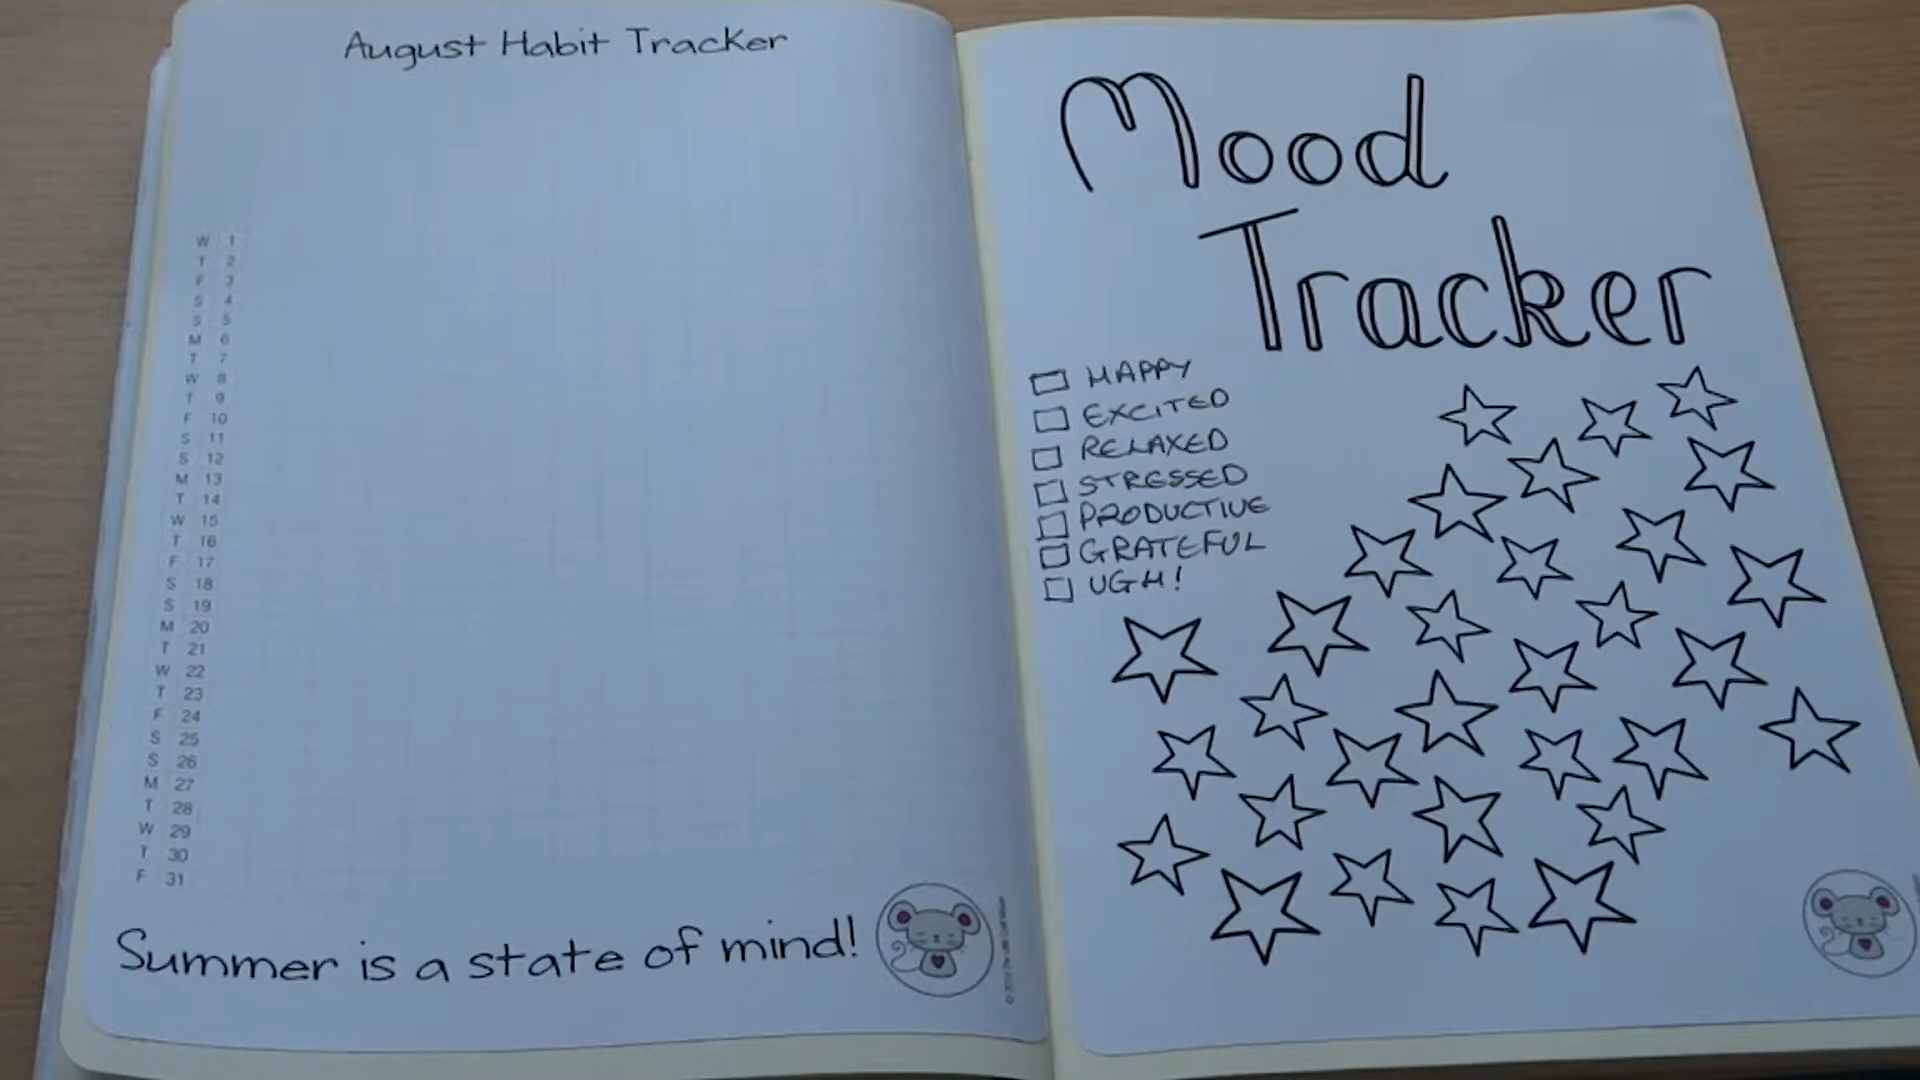 August Habit Tracker
W 1
T 2
F 3
S 4
S 5
M 6
T 7
W 8
T 9
F 10
S 11
S 12
M 13
T 14
W 15
T 16
F 17
S 18
S 19
M 20
T 21
W 22
T 23
F 24
S 25
S 26
M 27
T 28
W 29
T 30
F 31
Summer is a state of mind!
Mood
Tracker
HAPPY
EXCITED
RELAXED
STRESSED
PRODUCTIVE
GRATEFUL
UGH!